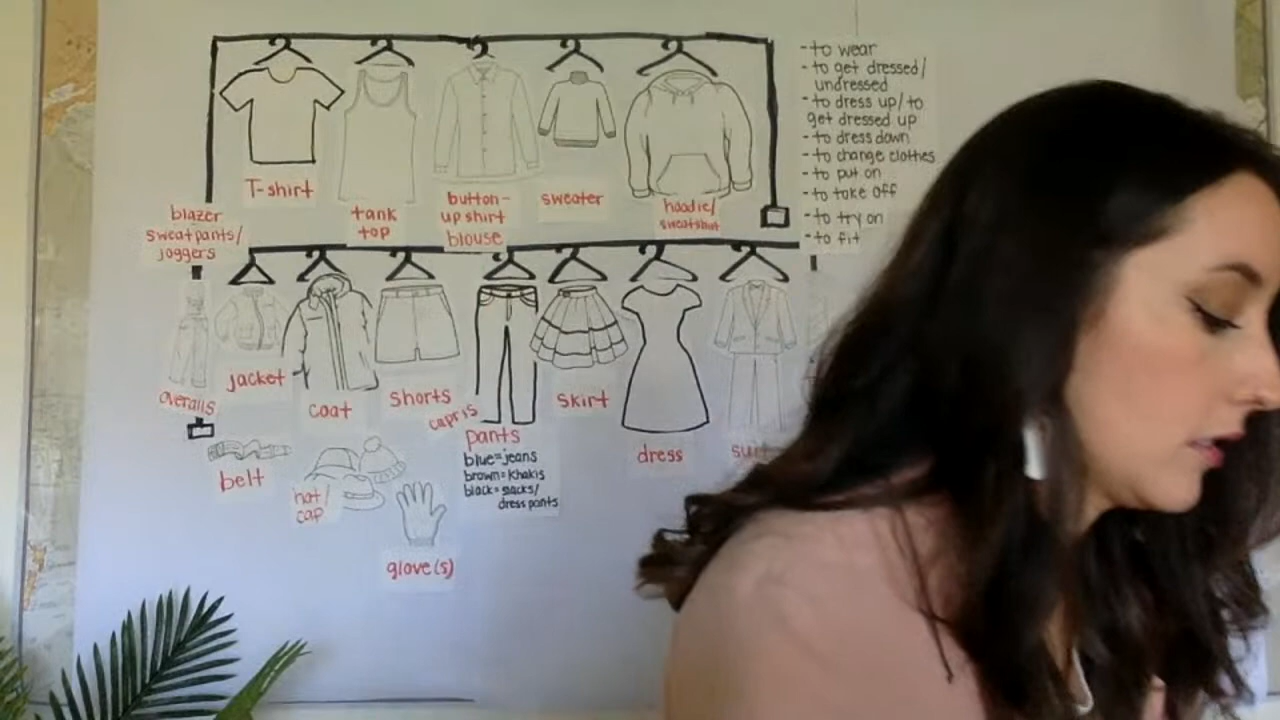 - to wear
- to get dressed/
undressed
- to dress up/to
get dressed up
- to dress down
- to change clothes
- to put on
- to take off
- to try on
- to fit
T-shirt
tank
top
button-
up shirt
blouse
sweater
hoodie/
sweatshirt
blazer
sweatpants/
joggers
overalls
jacket
coat
shorts
capris
pants
blue=jeans
brown=khakis
black=slacks/
dress pants
skirt
dress
belt
hat/
cap
glove(s)